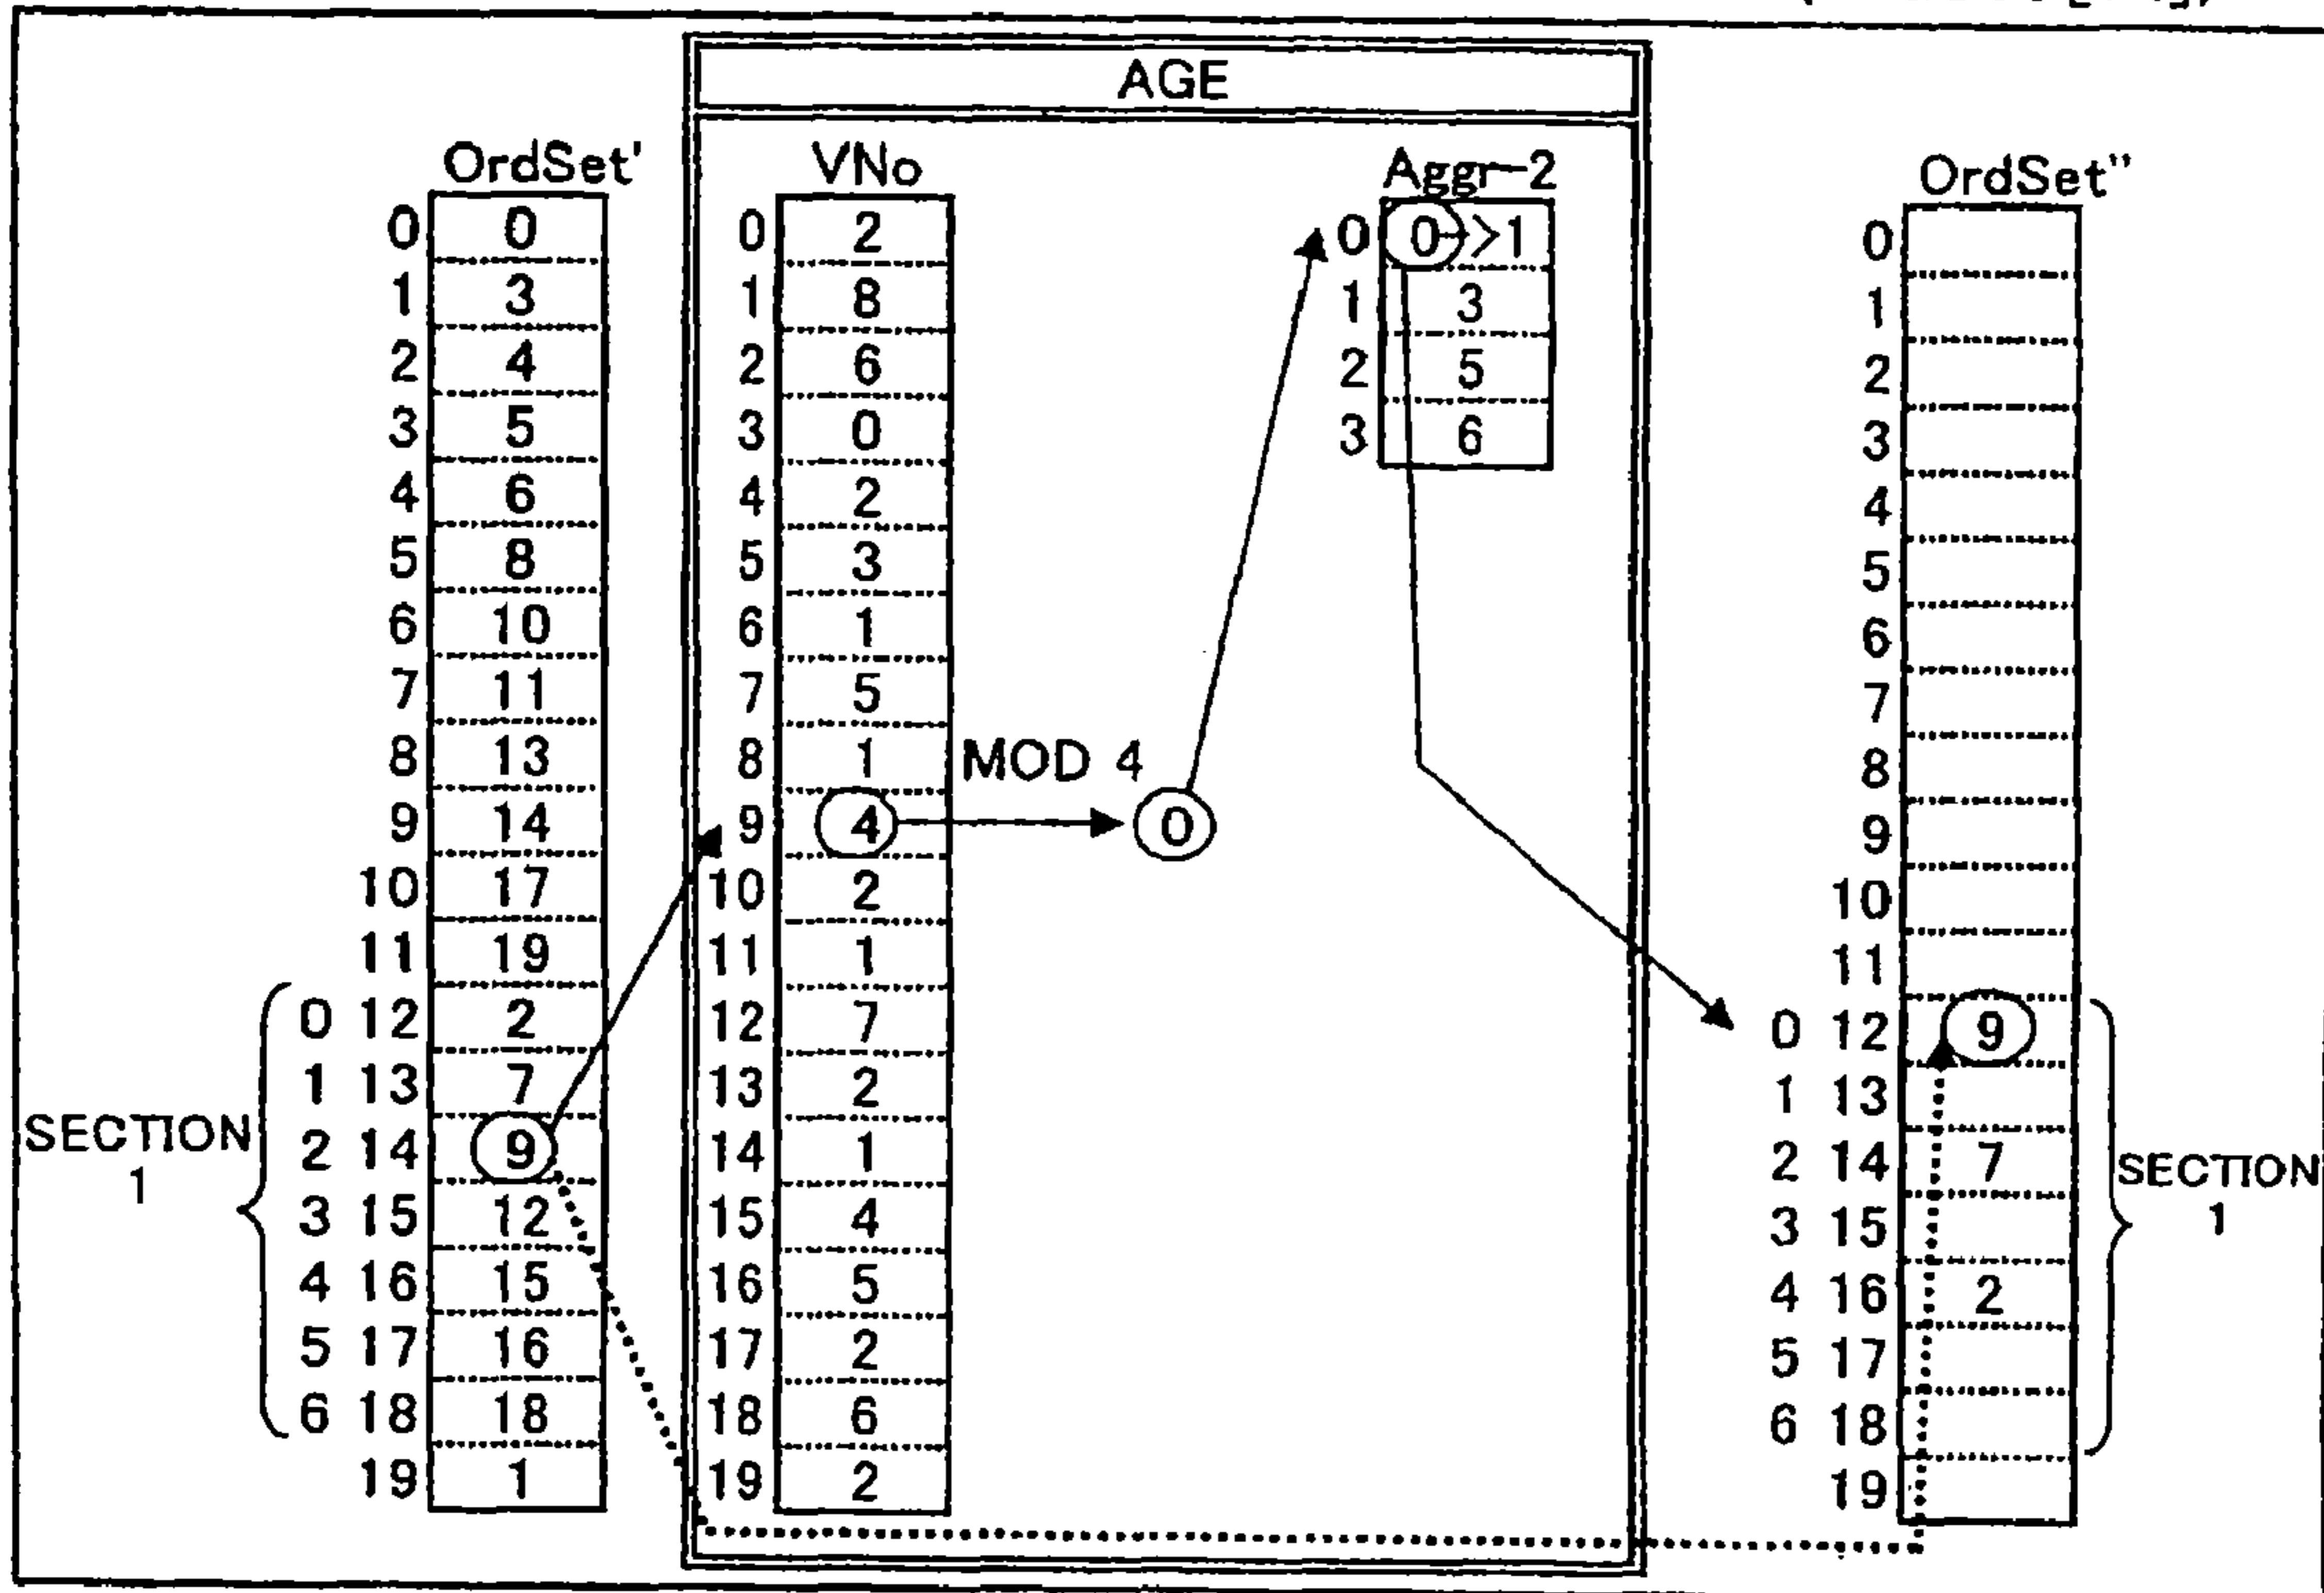 AGE
OrdSet' VNo Aggr-2 OrdSet"
0 0 0 2 0 0->1 0
1 3 1 8 1 3 1
2 4 2 6 2 5 2
3 5 3 0 3 6 3
4 6 4 2 4
5 8 5 3 5
6 10 6 1 6
7 11 7 5 7
8 13 8 1 MOD 4 8
9 14 9 4 0 9
10 17 10 2 10
11 19 11 1 11
0 12 2 12 7 0 12 9
1 13 7 13 2 1 13
SECTION 1 2 14 9 14 1 2 14 7 SECTION 1
3 15 12 15 4 3 15
4 16 15 16 5 4 16 2
5 17 16 17 2 5 17
6 18 18 18 6 6 18
19 1 19 2 19